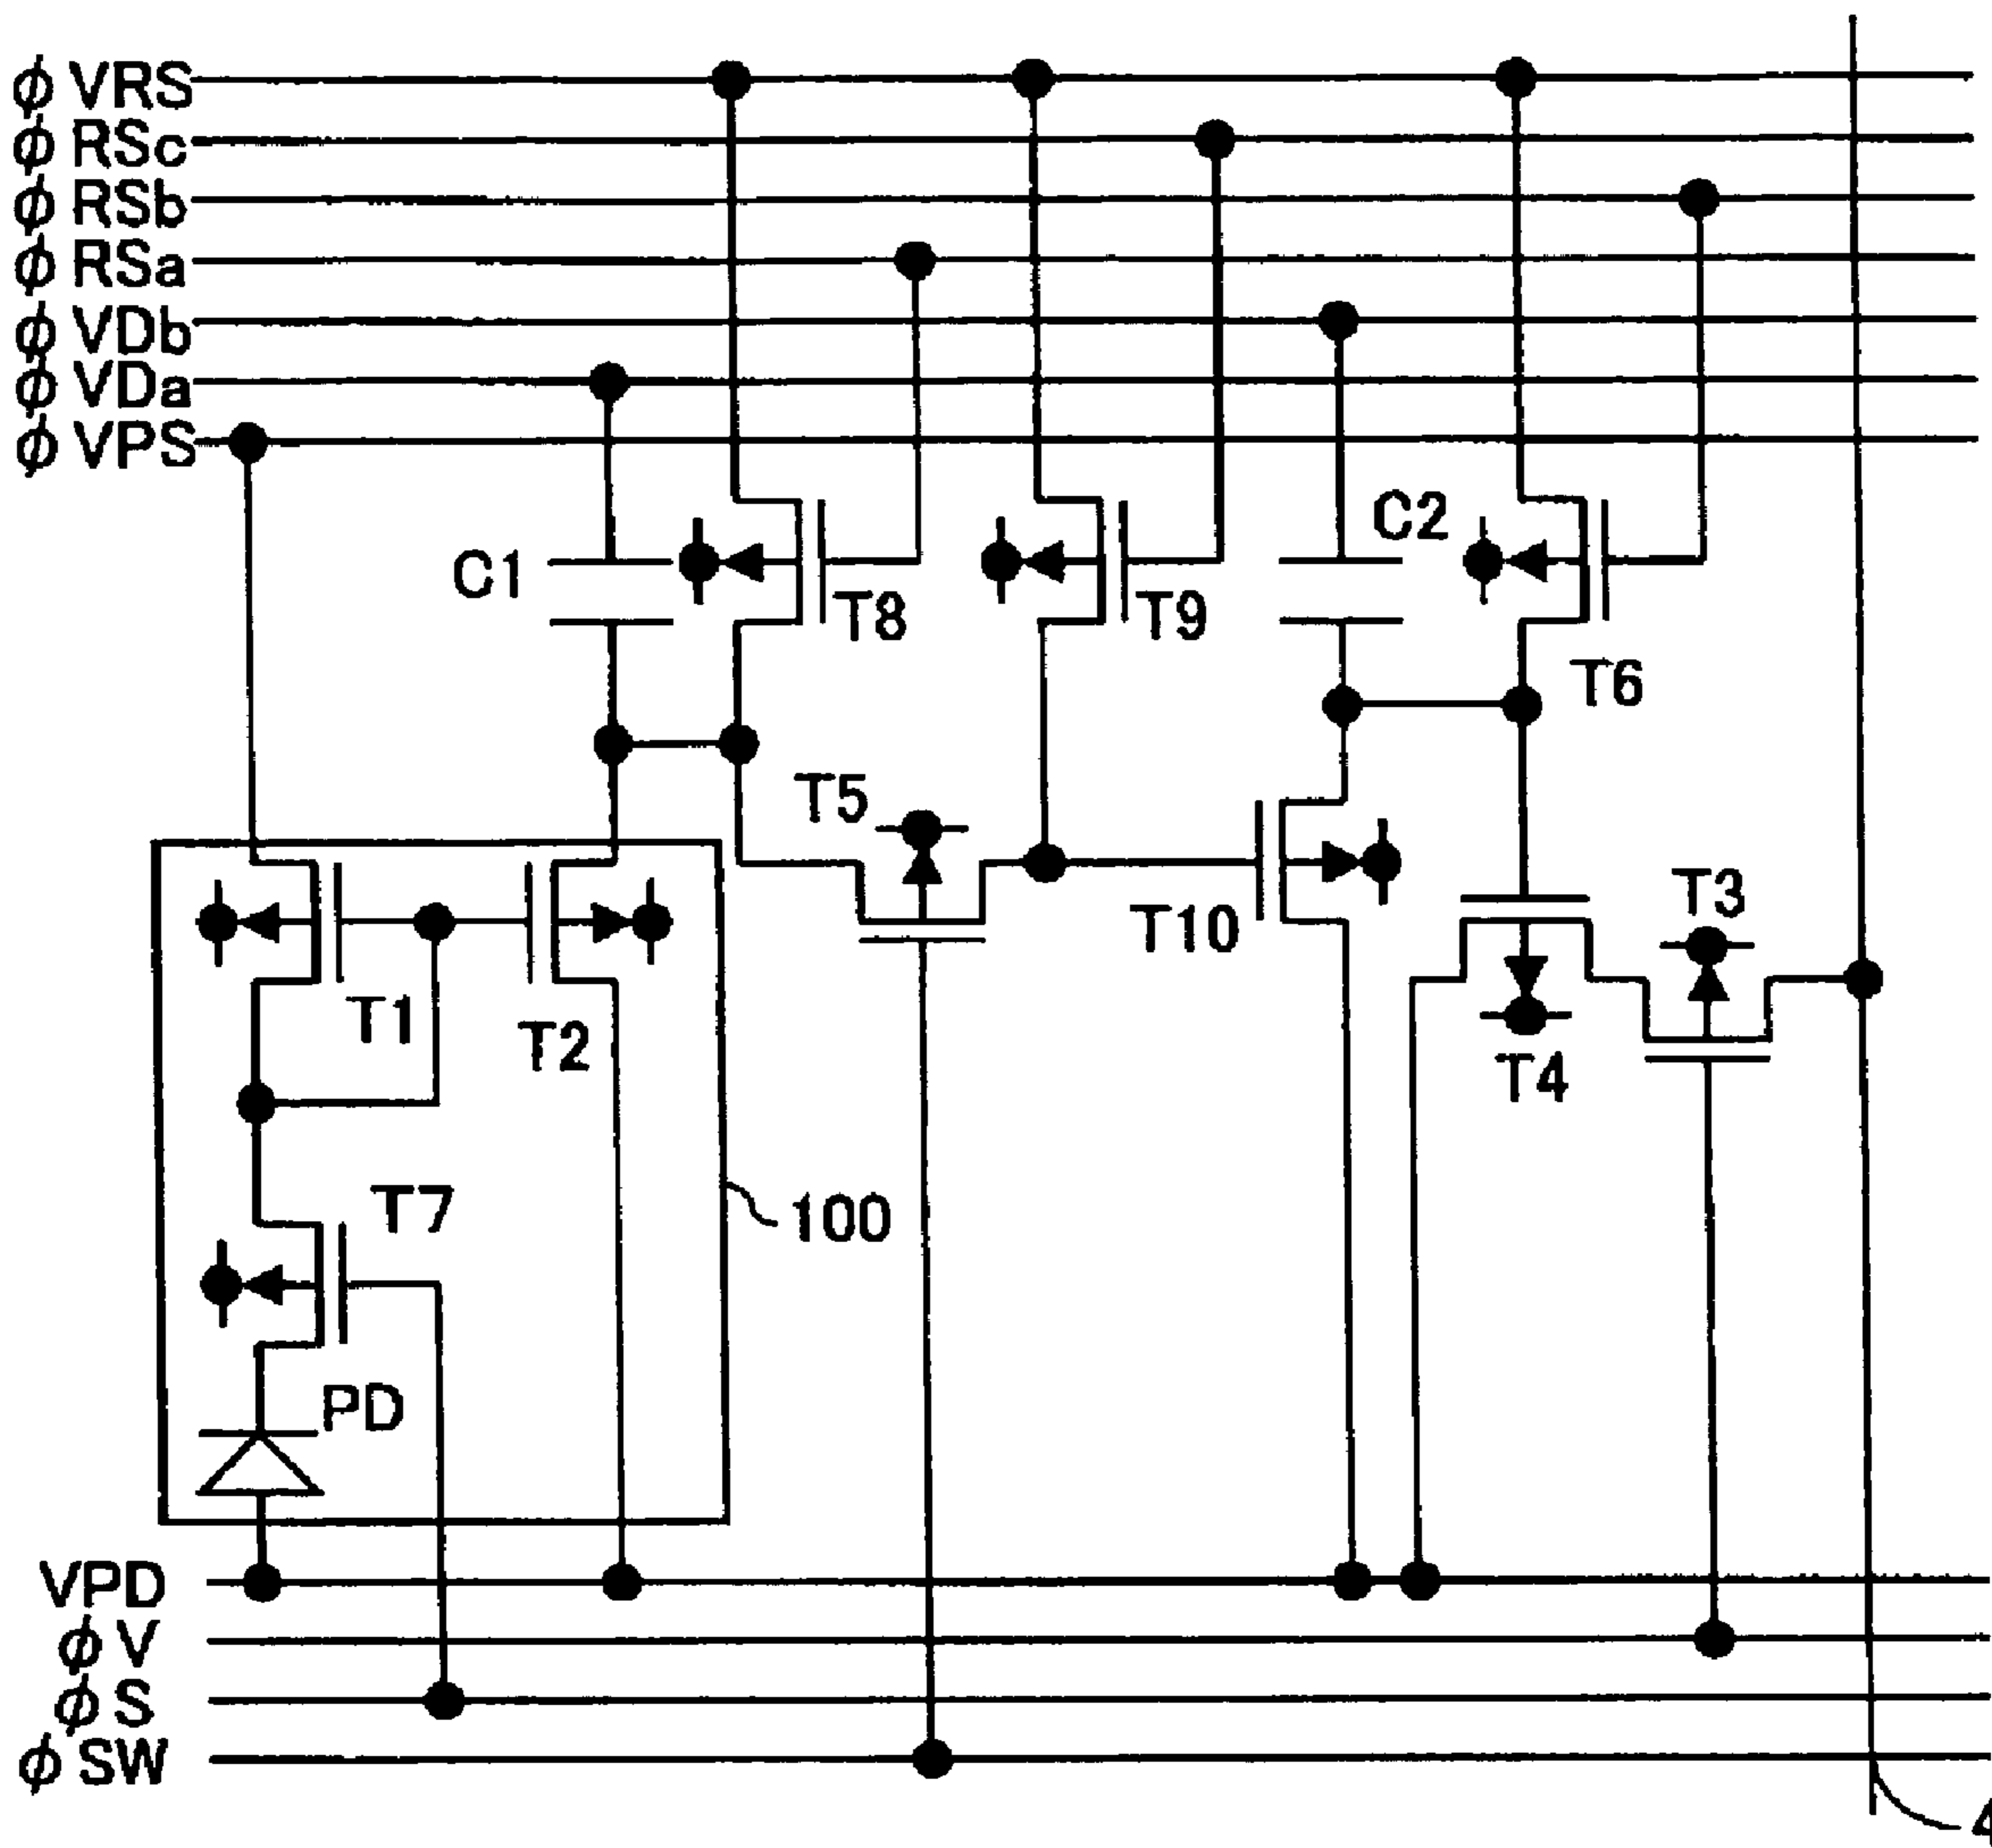 ϕ VRS
ϕ RSc
ϕ RSb
ϕ RSa
ϕ VDb
ϕ VDa
ϕ VPS
C1
T8
T9
C2
T6
T5
T10
T3
T1
T2
T4
T7
100
PD
VPD
ϕ V
ϕ S
ϕ SW